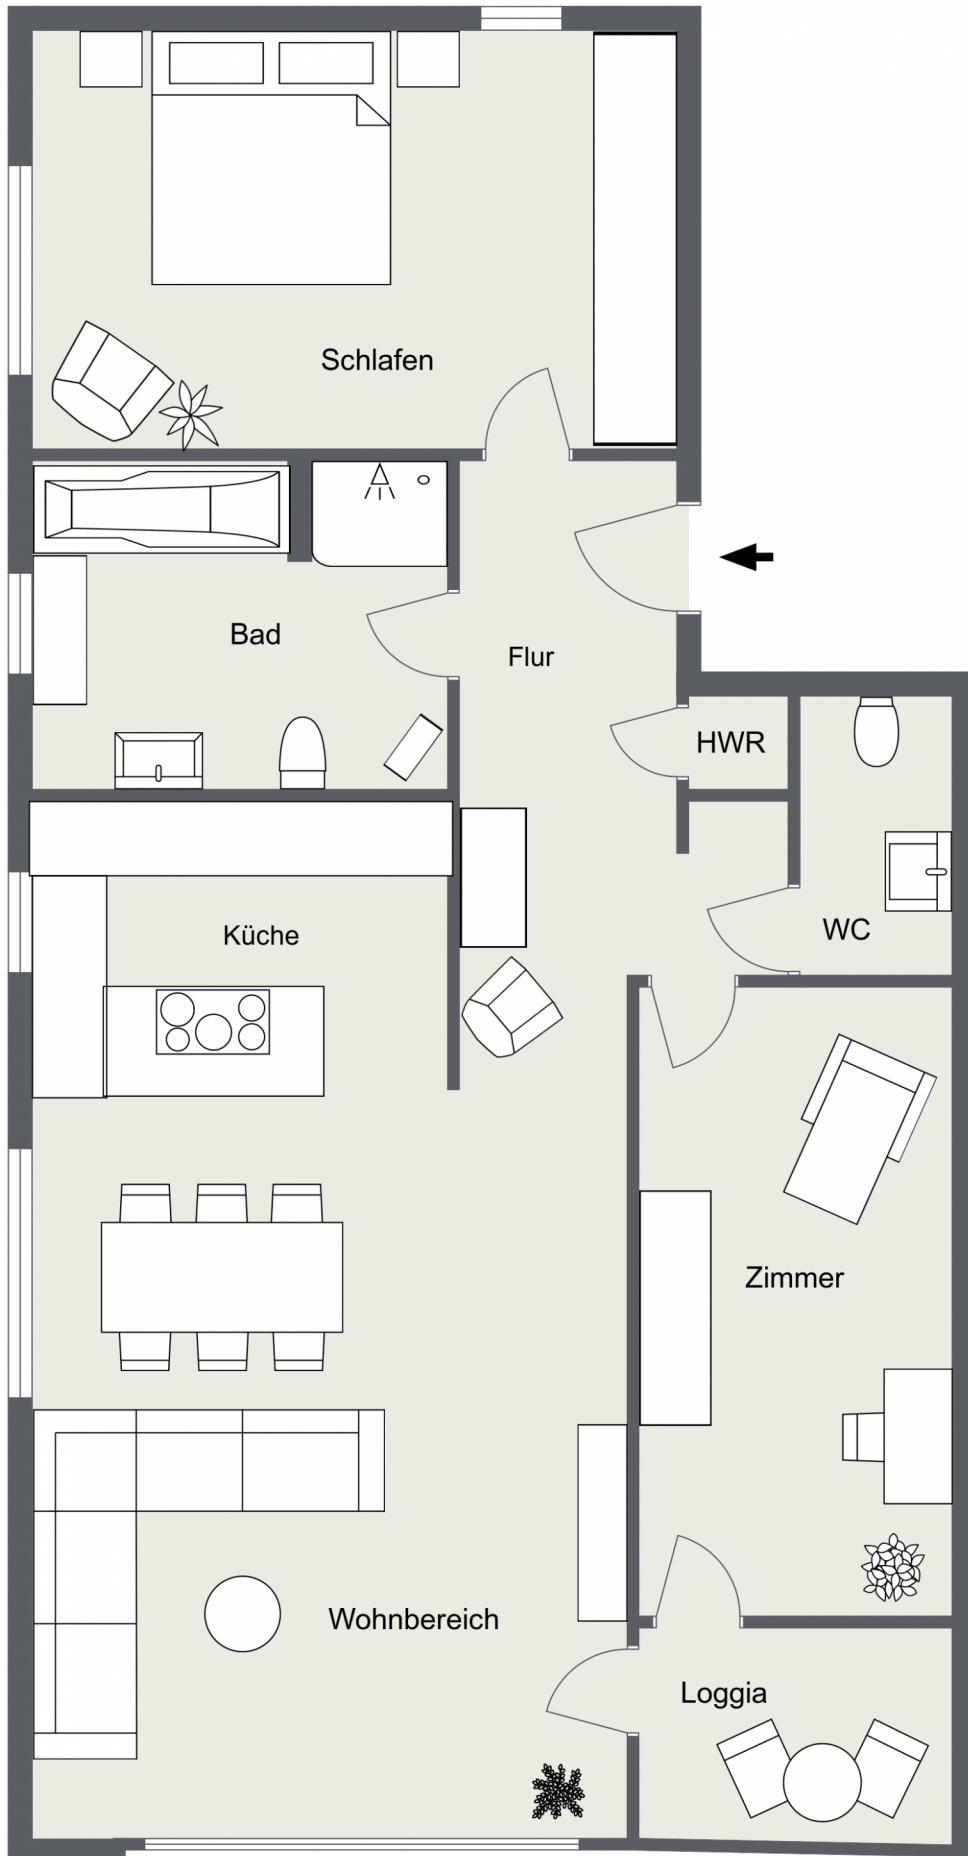 Schlafen
Bad
Flur
HWR
Küche
WC
Zimmer
Wohnbereich
Loggia